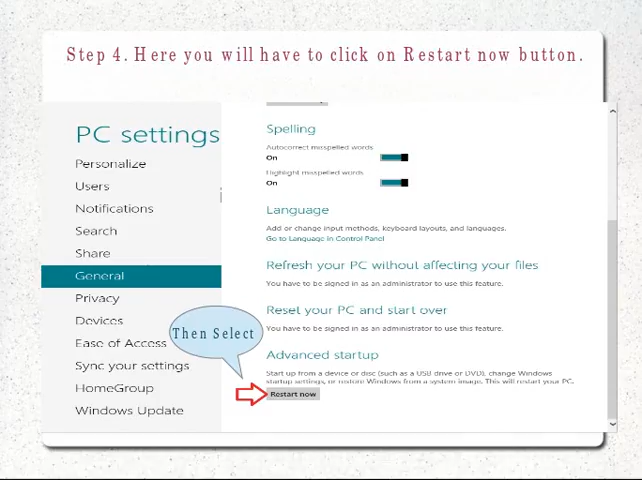 Step 4. Here you will have to click on Restart now button.
PC settings
Personalize
Users
Notifications
Search
Share
General
Privacy
Devices
Ease of Access
Sync your settings
HomeGroup
Windows Update
Then Select
Spelling
Autocorrect misspelled words
On
Highlight misspelled words
On
Language
Add or change input methods, keyboard layouts, and languages.
Go to Language in Control Panel
Refresh your PC without affecting your files
You have to be signed in as an administrator to use this feature.
Reset your PC and start over
You have to be signed in as an administrator to use this feature.
Advanced startup
Start up from a device or disc (such as a USB drive or DVD), change Windows
startup settings, or restore Windows from a system image. This will restart your PC.
Restart now